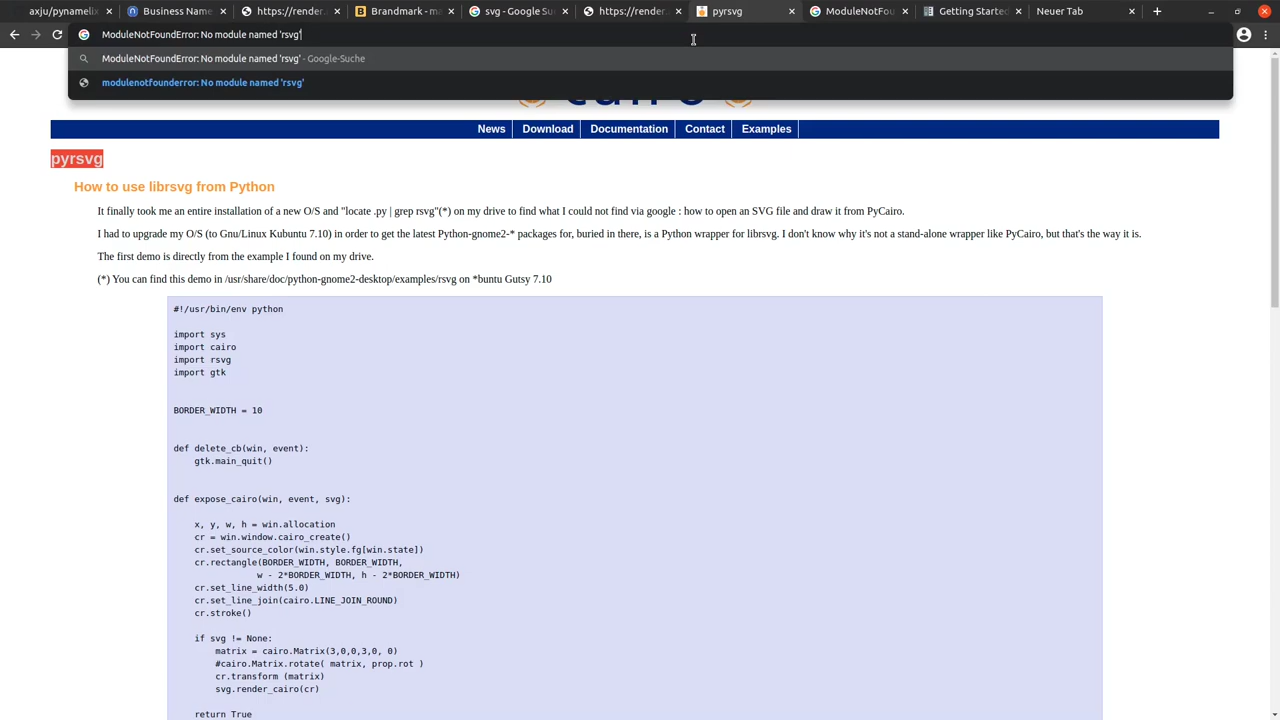 axju/pynamelix
Business Name
https://render.
Brandmark - ma
svg - Google Su
https://render.
pyrsvg
ModuleNotFou
Getting Started
Neuer Tab
ModuleNotFoundError: No module named 'rsvg'
ModuleNotFoundError: No module named 'rsvg' - Google-Suche
modulenotfounderror: No module named 'rsvg'
News
Download
Documentation
Contact
Examples
pyrsvg
How to use librsvg from Python
It finally took me an entire installation of a new O/S and "locate .py | grep rsvg"(*) on my drive to find what I could not find via google : how to open an SVG file and draw it from PyCairo.
I had to upgrade my O/S (to Gnu/Linux Kubuntu 7.10) in order to get the latest Python-gnome2-* packages for, buried in there, is a Python wrapper for librsvg. I don't know why it's not a stand-alone wrapper like PyCairo, but that's the way it is.
The first demo is directly from the example I found on my drive.
(*) You can find this demo in /usr/share/doc/python-gnome2-desktop/examples/rsvg on *buntu Gutsy 7.10
#!/usr/bin/env python
import sys
import cairo
import rsvg
import gtk
BORDER_WIDTH = 10
def delete_cb(win, event):
    gtk.main_quit()
def expose_cairo(win, event, svg):
    x, y, w, h = win.allocation
    cr = win.window.cairo_create()
    cr.set_source_color(win.style.fg[win.state])
    cr.rectangle(BORDER_WIDTH, BORDER_WIDTH,
                w - 2*BORDER_WIDTH, h - 2*BORDER_WIDTH)
    cr.set_line_width(5.0)
    cr.set_line_join(cairo.LINE_JOIN_ROUND)
    cr.stroke()
    if svg != None:
        matrix = cairo.Matrix(3,0,0,3,0, 0)
        #cairo.Matrix.rotate( matrix, prop.rot )
        cr.transform (matrix)
        svg.render_cairo(cr)
    return True